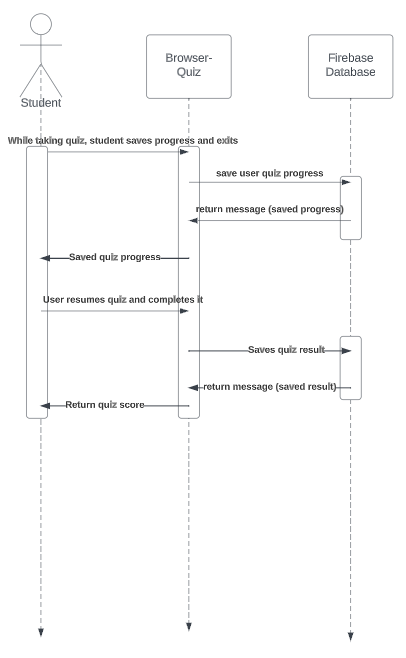 Browser-
Quiz
Firebase
Database
Student
While taking quiz, student saves progress and exits
save user quiz progress
return message (saved progress)
Saved quiz progress
User resumes quiz and completes it
Saves quiz result
return message (saved result)
Return quiz score